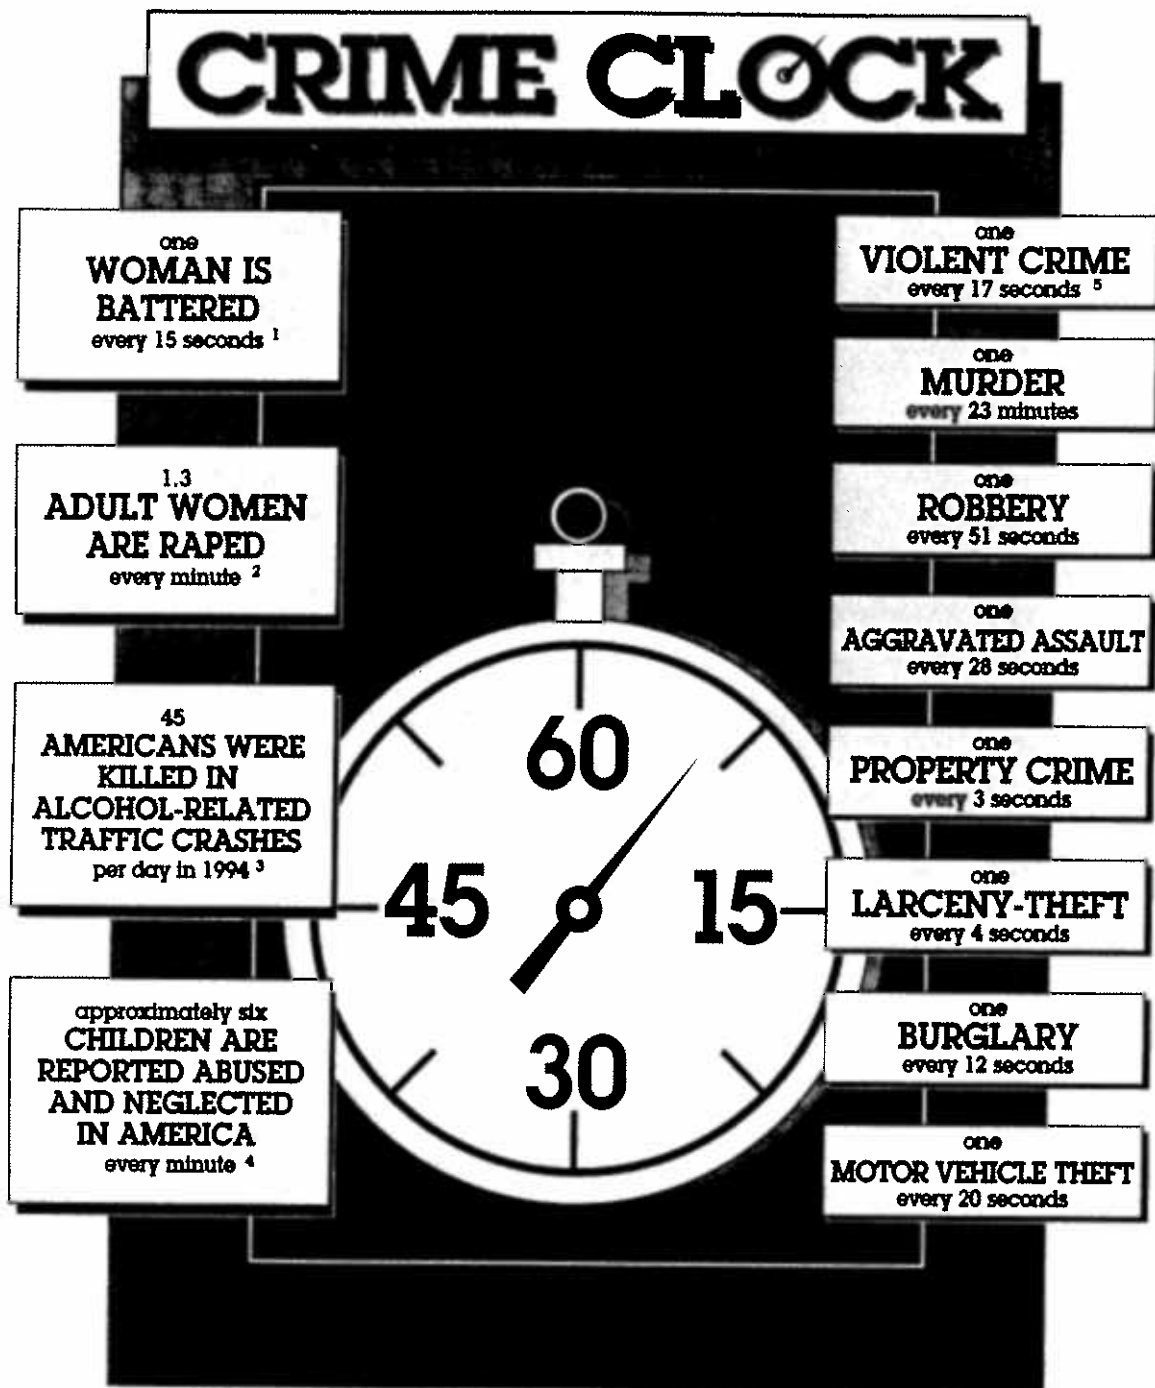 CRIME CLOCK
one
WOMAN IS
BATTERED
every 15 seconds 1
1.3
ADULT WOMEN
ARE RAPED
every minute 2
45
AMERICANS WERE
KILLED IN
ALCOHOL-RELATED
TRAFFIC CRASHES
per day in 1994 3
approximately six
CHILDREN ARE
REPORTED ABUSED
AND NEGLECTED
IN AMERICA
every minute 4
60
45
15
30
one
VIOLENT CRIME
every 17 seconds 5
one
MURDER
every 23 minutes
one
ROBBERY
every 51 seconds
one
AGGRAVATED ASSAULT
every 28 seconds
one
PROPERTY CRIME
every 3 seconds
one
LARCENY-THEFT
every 4 seconds
one
BURGLARY
every 12 seconds
one
MOTOR VEHICLE THEFT
every 20 seconds